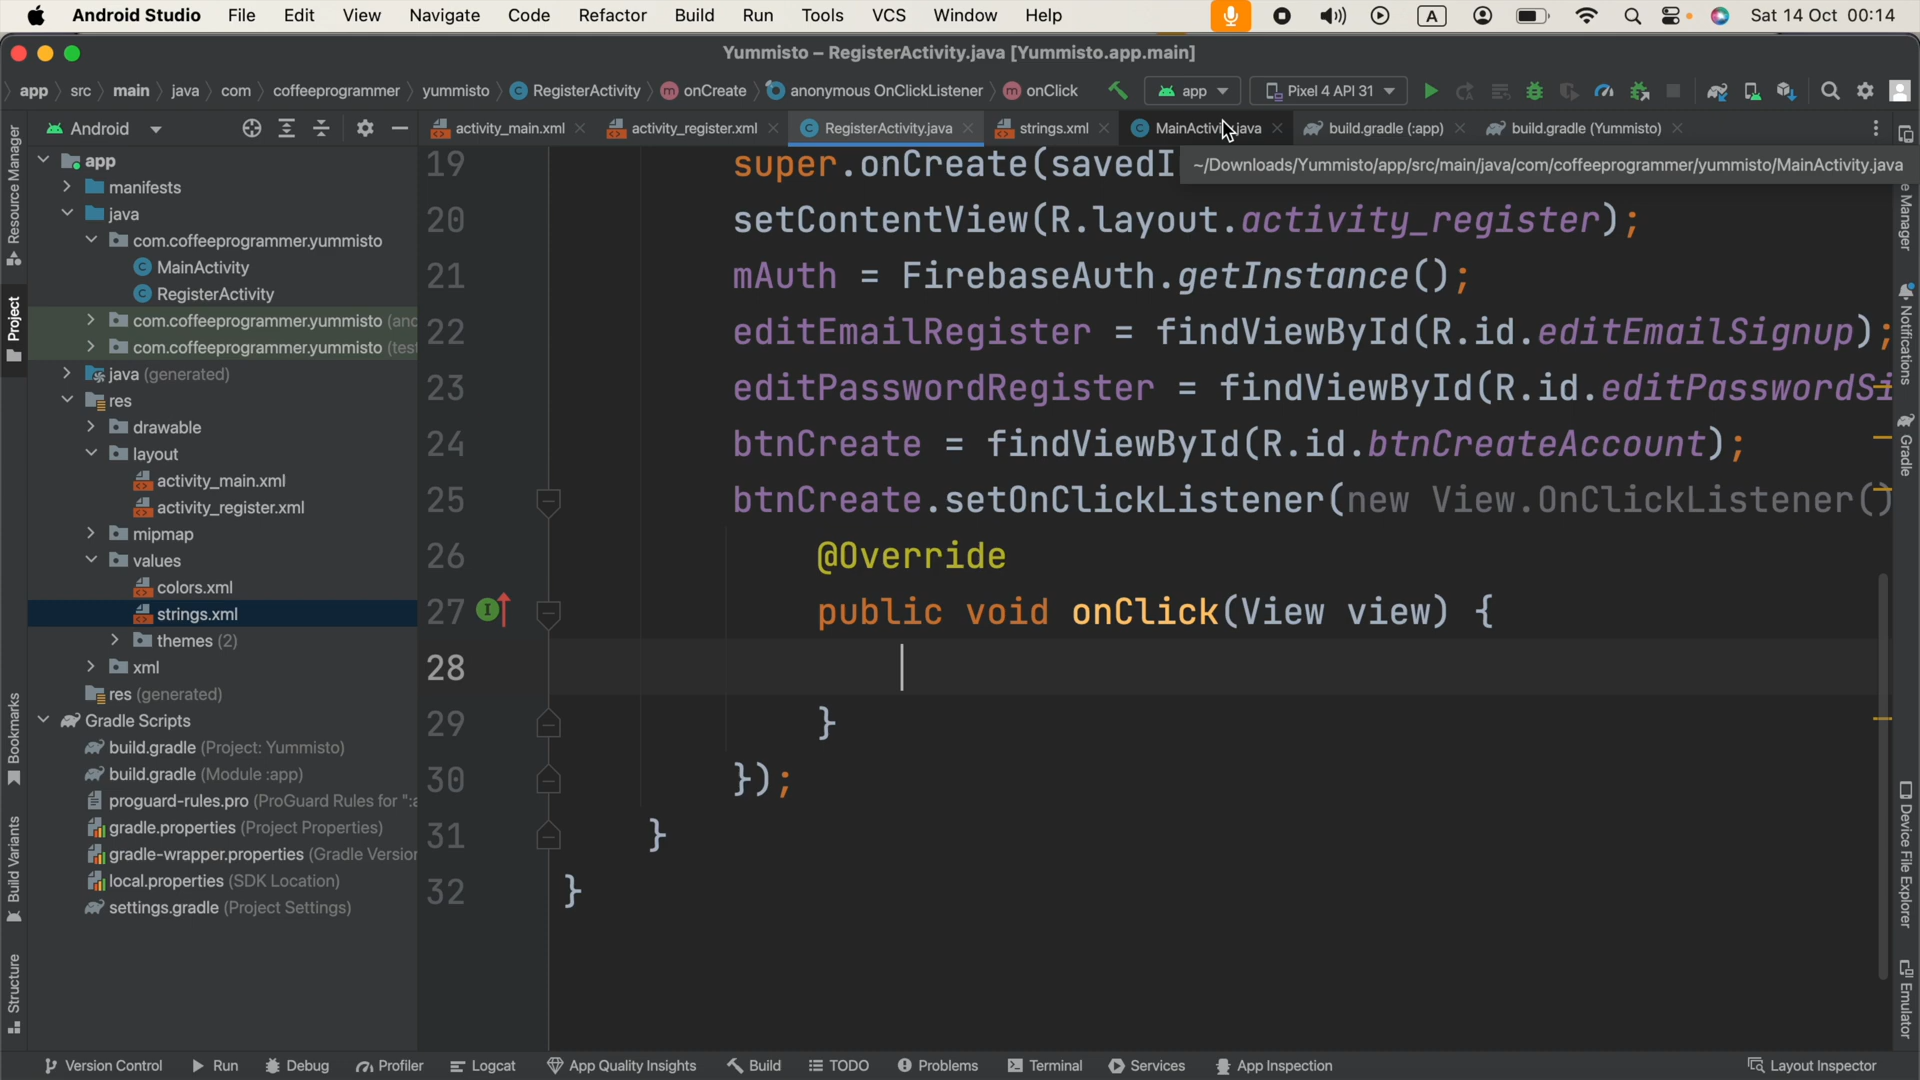 Android Studio File Edit View Navigate Code Refactor Build Run Tools VCS Window Help A Sat 14 Oct 00:14
Yummisto – RegisterActivity.java [Yummisto.app.main]
app src main java com coffeeprogrammer yummisto C RegisterActivity m onCreate anonymous OnClickListener m onClick app Pixel 4 API 31
Android
activity_main.xml activity_register.xml C RegisterActivity.java strings.xml C MainActivity.java build.gradle (:app) build.gradle (Yummisto)
~/Downloads/Yummisto/app/src/main/java/com/coffeeprogrammer/yummisto/MainActivity.java
Resource Manager
Project
Bookmarks
Build Variants
Structure
app
manifests
java
com.coffeeprogrammer.yummisto
C MainActivity
C RegisterActivity
com.coffeeprogrammer.yummisto (and
com.coffeeprogrammer.yummisto (test
java (generated)
res
drawable
layout
activity_main.xml
activity_register.xml
mipmap
values
colors.xml
strings.xml
themes (2)
xml
res (generated)
Gradle Scripts
build.gradle (Project: Yummisto)
build.gradle (Module :app)
proguard-rules.pro (ProGuard Rules for ":a
gradle.properties (Project Properties)
gradle-wrapper.properties (Gradle Version
local.properties (SDK Location)
settings.gradle (Project Settings)
19 super.onCreate(savedI
20 setContentView(R.layout.activity_register);
21 mAuth = FirebaseAuth.getInstance();
22 editEmailRegister = findViewById(R.id.editEmailSignup);
23 editPasswordRegister = findViewById(R.id.editPasswordSi
24 btnCreate = findViewById(R.id.btnCreateAccount);
25 btnCreate.setOnClickListener(new View.OnClickListener()
26 @Override
27 public void onClick(View view) {
28
29 }
30 });
31 }
32 }
e Manager
Notifications
Gradle
Device File Explorer
Emulator
Version Control Run Debug Profiler Logcat App Quality Insights Build TODO Problems Terminal Services App Inspection Layout Inspector